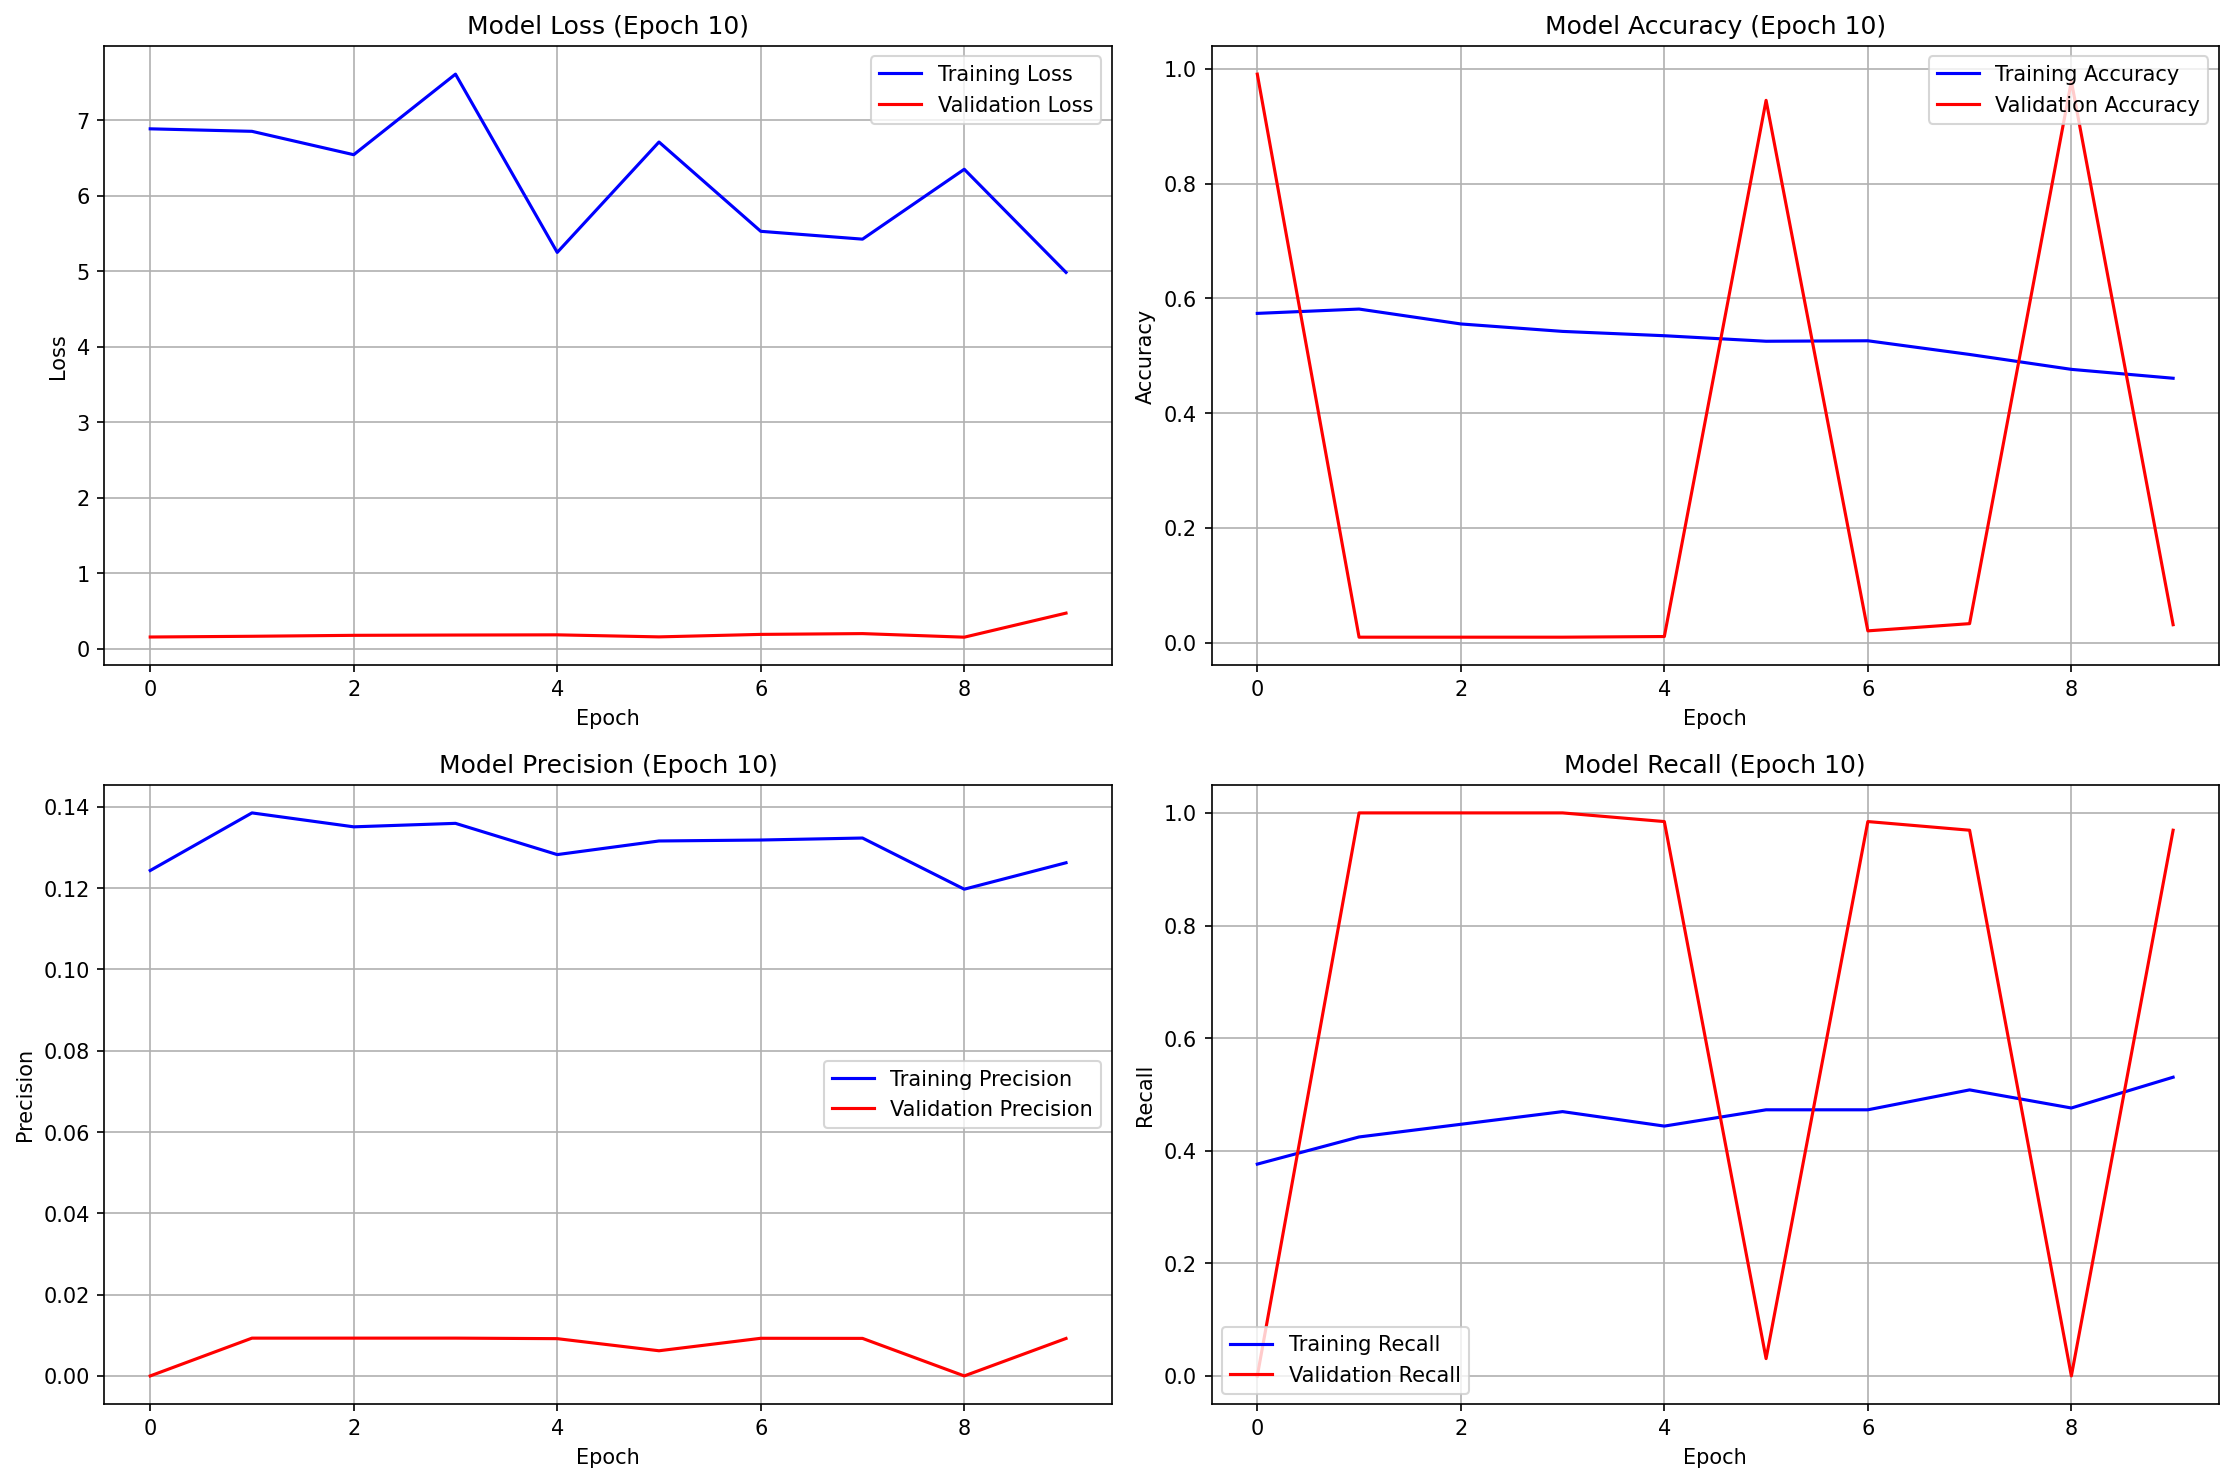 Model Loss (Epoch 10)
Training Loss
Validation Loss
7
6
5
4
3
2
1
0
Loss
0 2 4 6 8
Epoch
Model Accuracy (Epoch 10)
Training Accuracy
Validation Accuracy
1.0
0.8
0.6
0.4
0.2
0.0
Accuracy
0 2 4 6 8
Epoch
Model Precision (Epoch 10)
0.14
0.12
0.10
0.08
0.06
0.04
0.02
0.00
Precision
Training Precision
Validation Precision
0 2 4 6 8
Epoch
Model Recall (Epoch 10)
1.0
0.8
0.6
0.4
0.2
0.0
Recall
Training Recall
Validation Recall
0 2 4 6 8
Epoch